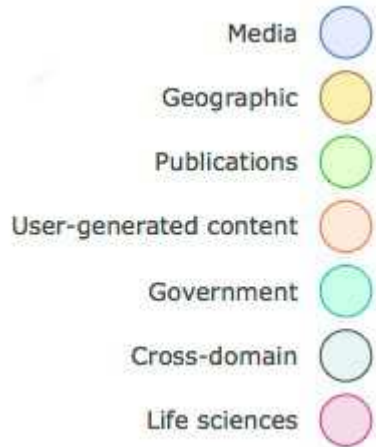 Media
Geographic
Publications
User-generated content
Government
Cross-domain
Life sciences